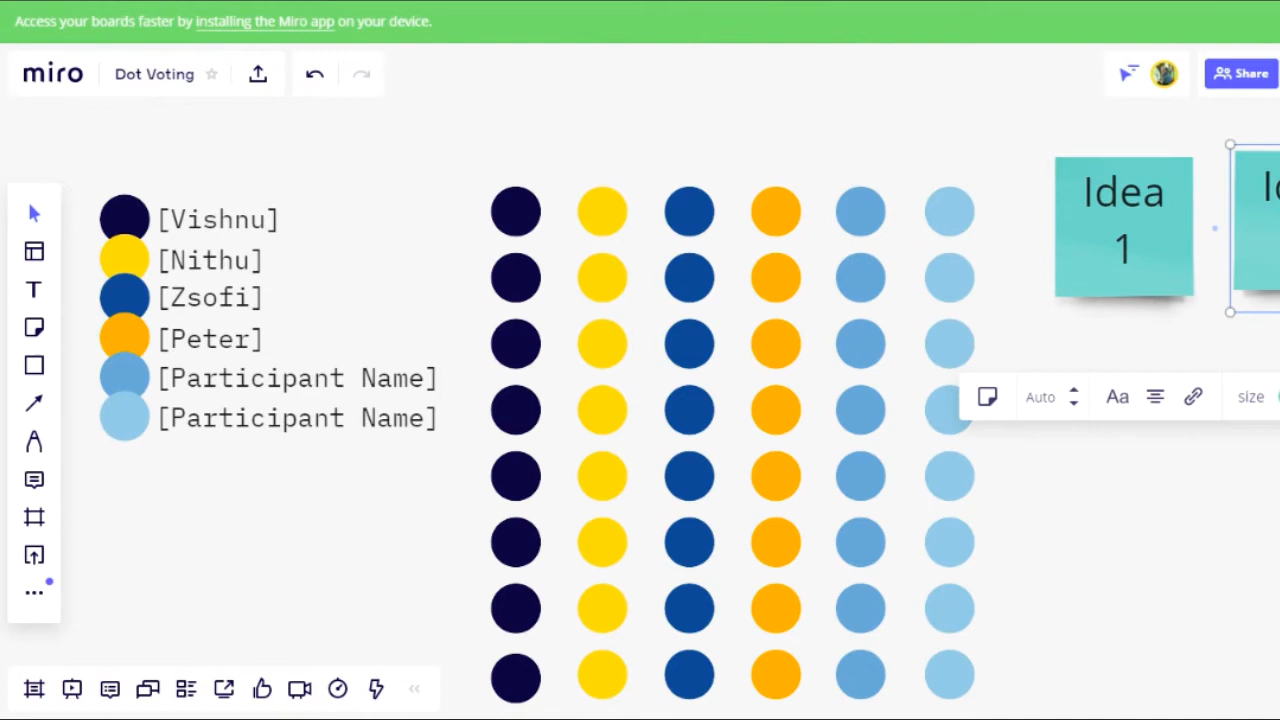 Access your boards faster by installing the Miro app on your device.
miro Dot Voting
Share
[Vishnu]
[Nithu]
[Zsofi]
[Peter]
[Participant Name]
[Participant Name]
Idea
1
Auto Aa size